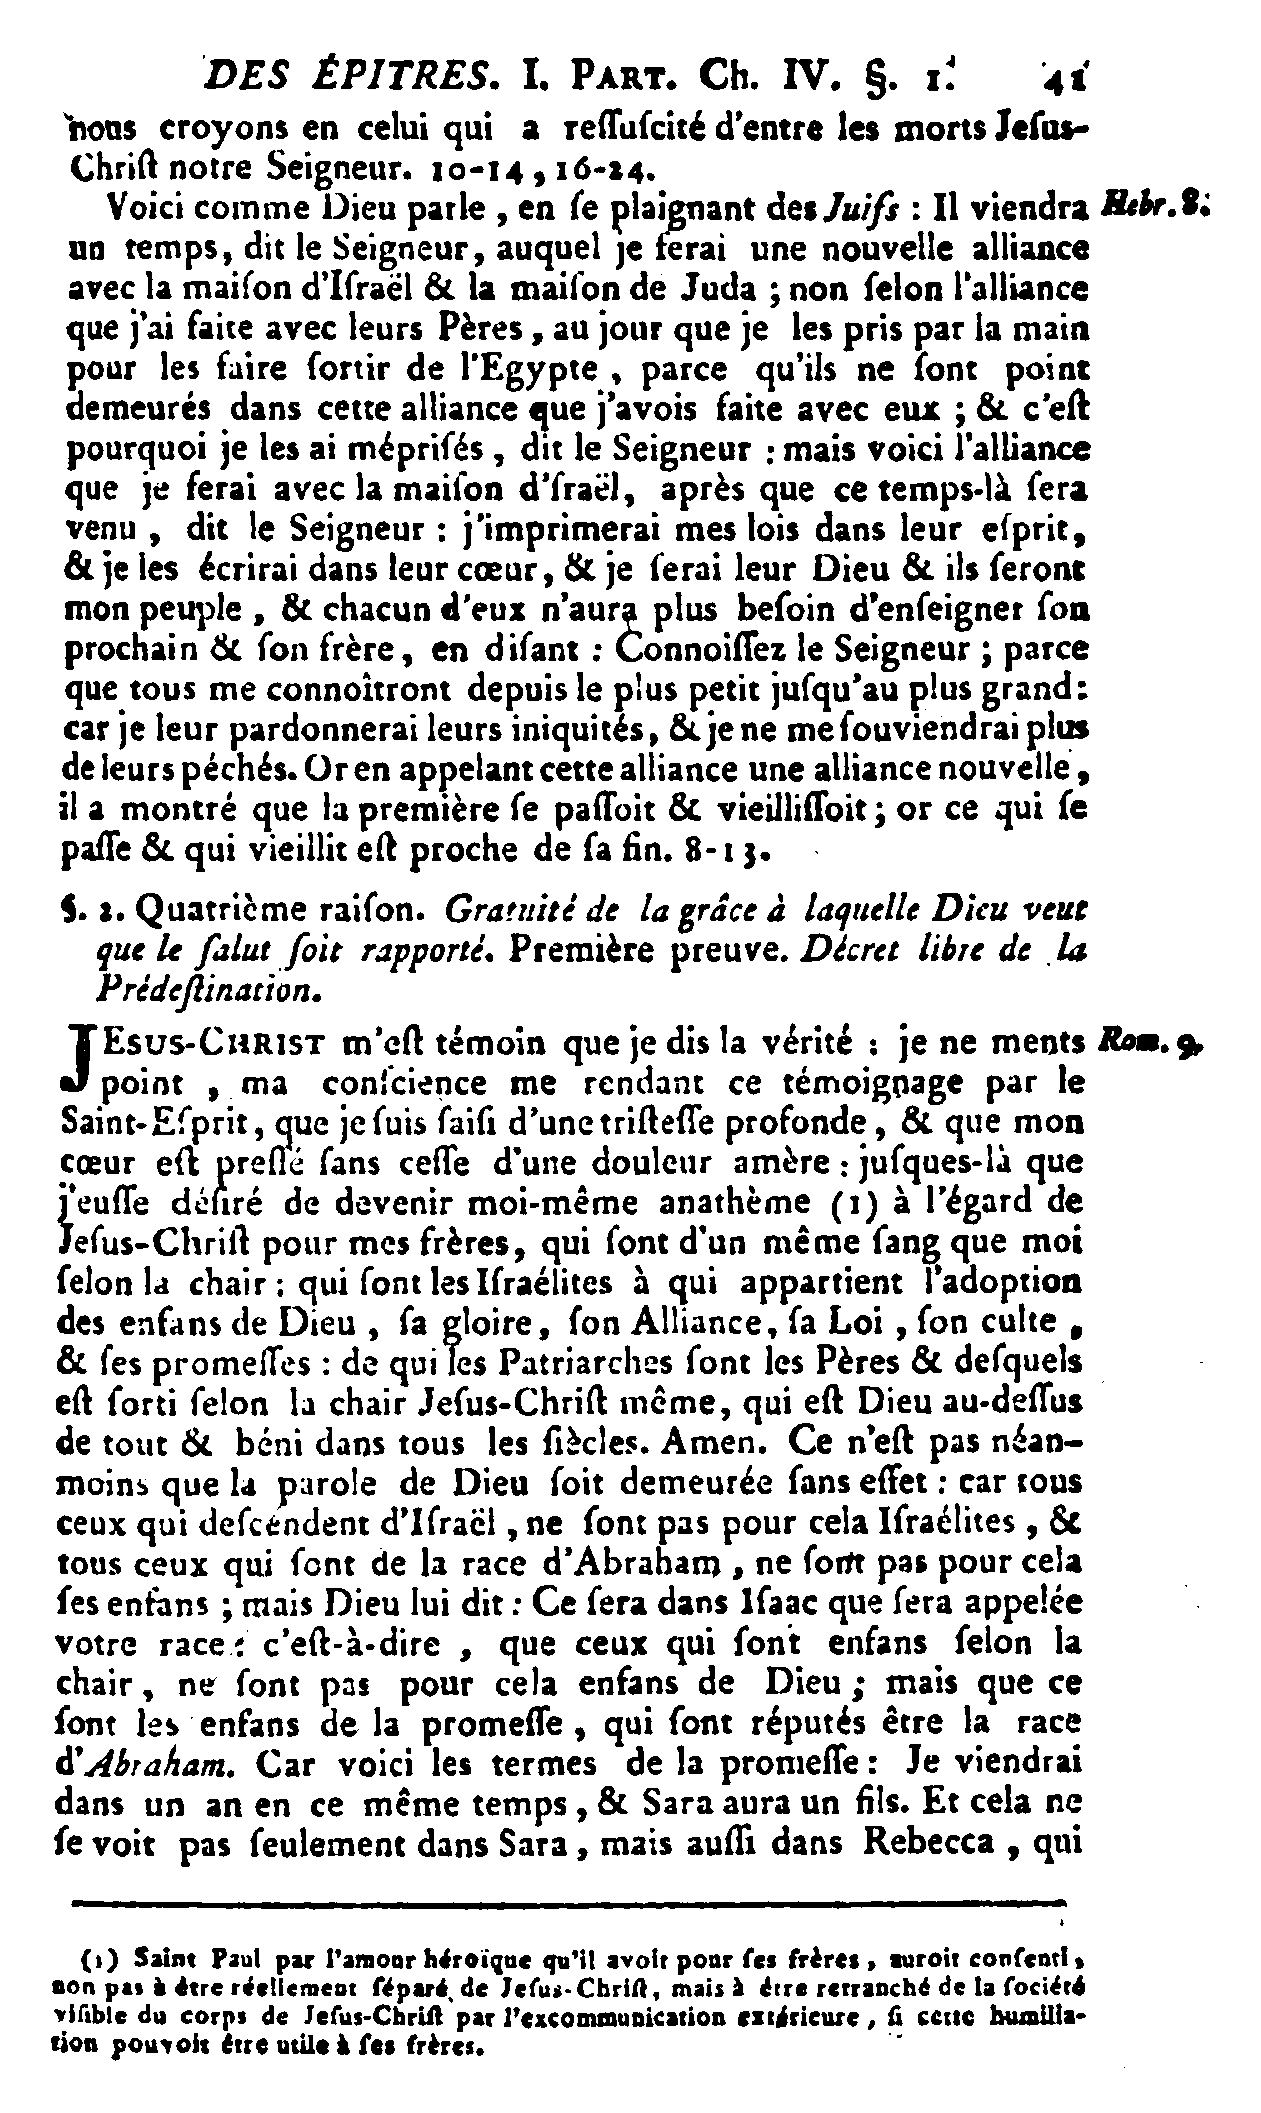 DES ÉPITRES. I. PART. Ch. IV. §. 1. 41
nous croyons en celui qui a reſſuſcité d'entre les morts Jeſus-
Chriſt notre Seigneur. 10-14, 16-24.
Voici comme Dieu parle, en ſe plaignant des Juifs : Il viendra Hebr. 8.
un temps, dit le Seigneur, auquel je ferai une nouvelle alliance
avec la maiſon d'Iſraël & la maiſon de Juda ; non ſelon l'alliance
que j'ai faite avec leurs Pères, au jour que je les pris par la main
pour les faire ſortir de l'Egypte, parce qu'ils ne ſont point
demeurés dans cette alliance que j'avois faite avec eux ; & c'eſt
pourquoi je les ai mépriſés, dit le Seigneur : mais voici l'alliance
que je ferai avec la maiſon d'ſraël, après que ce temps-là ſera
venu, dit le Seigneur : j'imprimerai mes lois dans leur eſprit,
& je les écrirai dans leur cœur, & je ſerai leur Dieu & ils ſeront
mon peuple, & chacun d'eux n'aura plus beſoin d'enſeigner ſon
prochain & ſon frère, en diſant : Connoiſſez le Seigneur ; parce
que tous me connoîtront depuis le plus petit juſqu'au plus grand :
car je leur pardonnerai leurs iniquités, & je ne me ſouviendrai plus
de leurs péchés. Or en appelant cette alliance une alliance nouvelle,
il a montré que la première ſe paſſoit & vieilliſſoit ; or ce qui ſe
paſſe & qui vieillit eſt proche de ſa fin. 8-13.
§. 2. Quatrième raiſon. Gratuité de la grâce à laquelle Dieu veut
que le ſalut ſoit rapporté. Première preuve. Décret libre de la
Prédeſtination.
JESUS-CHRIST m'eſt témoin que je dis la vérité : je ne ments Rom. 9.
point, ma conſcience me rendant ce témoignage par le
Saint-Eſprit, que je ſuis ſaiſi d'une triſteſſe profonde, & que mon
cœur eſt preſſé ſans ceſſe d'une douleur amère : juſques-là que
j'euſſe déſiré de devenir moi-même anathème (1) à l'égard de
Jeſus-Chriſt pour mes frères, qui ſont d'un même ſang que moi
ſelon la chair : qui ſont les Iſraélites à qui appartient l'adoption
des enfans de Dieu, ſa gloire, ſon Alliance, ſa Loi, ſon culte,
& ſes promeſſes : de qui les Patriarches ſont les Pères & deſquels
eſt ſorti ſelon la chair Jeſus-Chriſt même, qui eſt Dieu au-deſſus
de tout & béni dans tous les ſiècles. Amen. Ce n'eſt pas néan-
moins que la parole de Dieu ſoit demeurée ſans effet : car tous
ceux qui deſcendent d'Iſraël, ne ſont pas pour cela Iſraélites, &
tous ceux qui ſont de la race d'Abraham, ne ſont pas pour cela
ſes enfans ; mais Dieu lui dit : Ce ſera dans Iſaac que ſera appelée
votre race : c'eſt-à-dire, que ceux qui ſont enfans ſelon la
chair, ne ſont pas pour cela enfans de Dieu ; mais que ce
ſont les enfans de la promeſſe, qui ſont réputés être la race
d'Abraham. Car voici les termes de la promeſſe : Je viendrai
dans un an en ce même temps, & Sara aura un fils. Et cela ne
ſe voit pas ſeulement dans Sara, mais auſſi dans Rebecca, qui
(1) Saint Paul par l'amour héroïque qu'il avoit pour ſes frères, auroit conſenti,
non pas à être réellement ſéparé de Jeſus-Chriſt, mais à être retranché de la ſociété
viſible du corps de Jeſus-Chriſt par l'excommunication extérieure, ſi cette humilia-
tion pouvoit être utile à ſes frères.